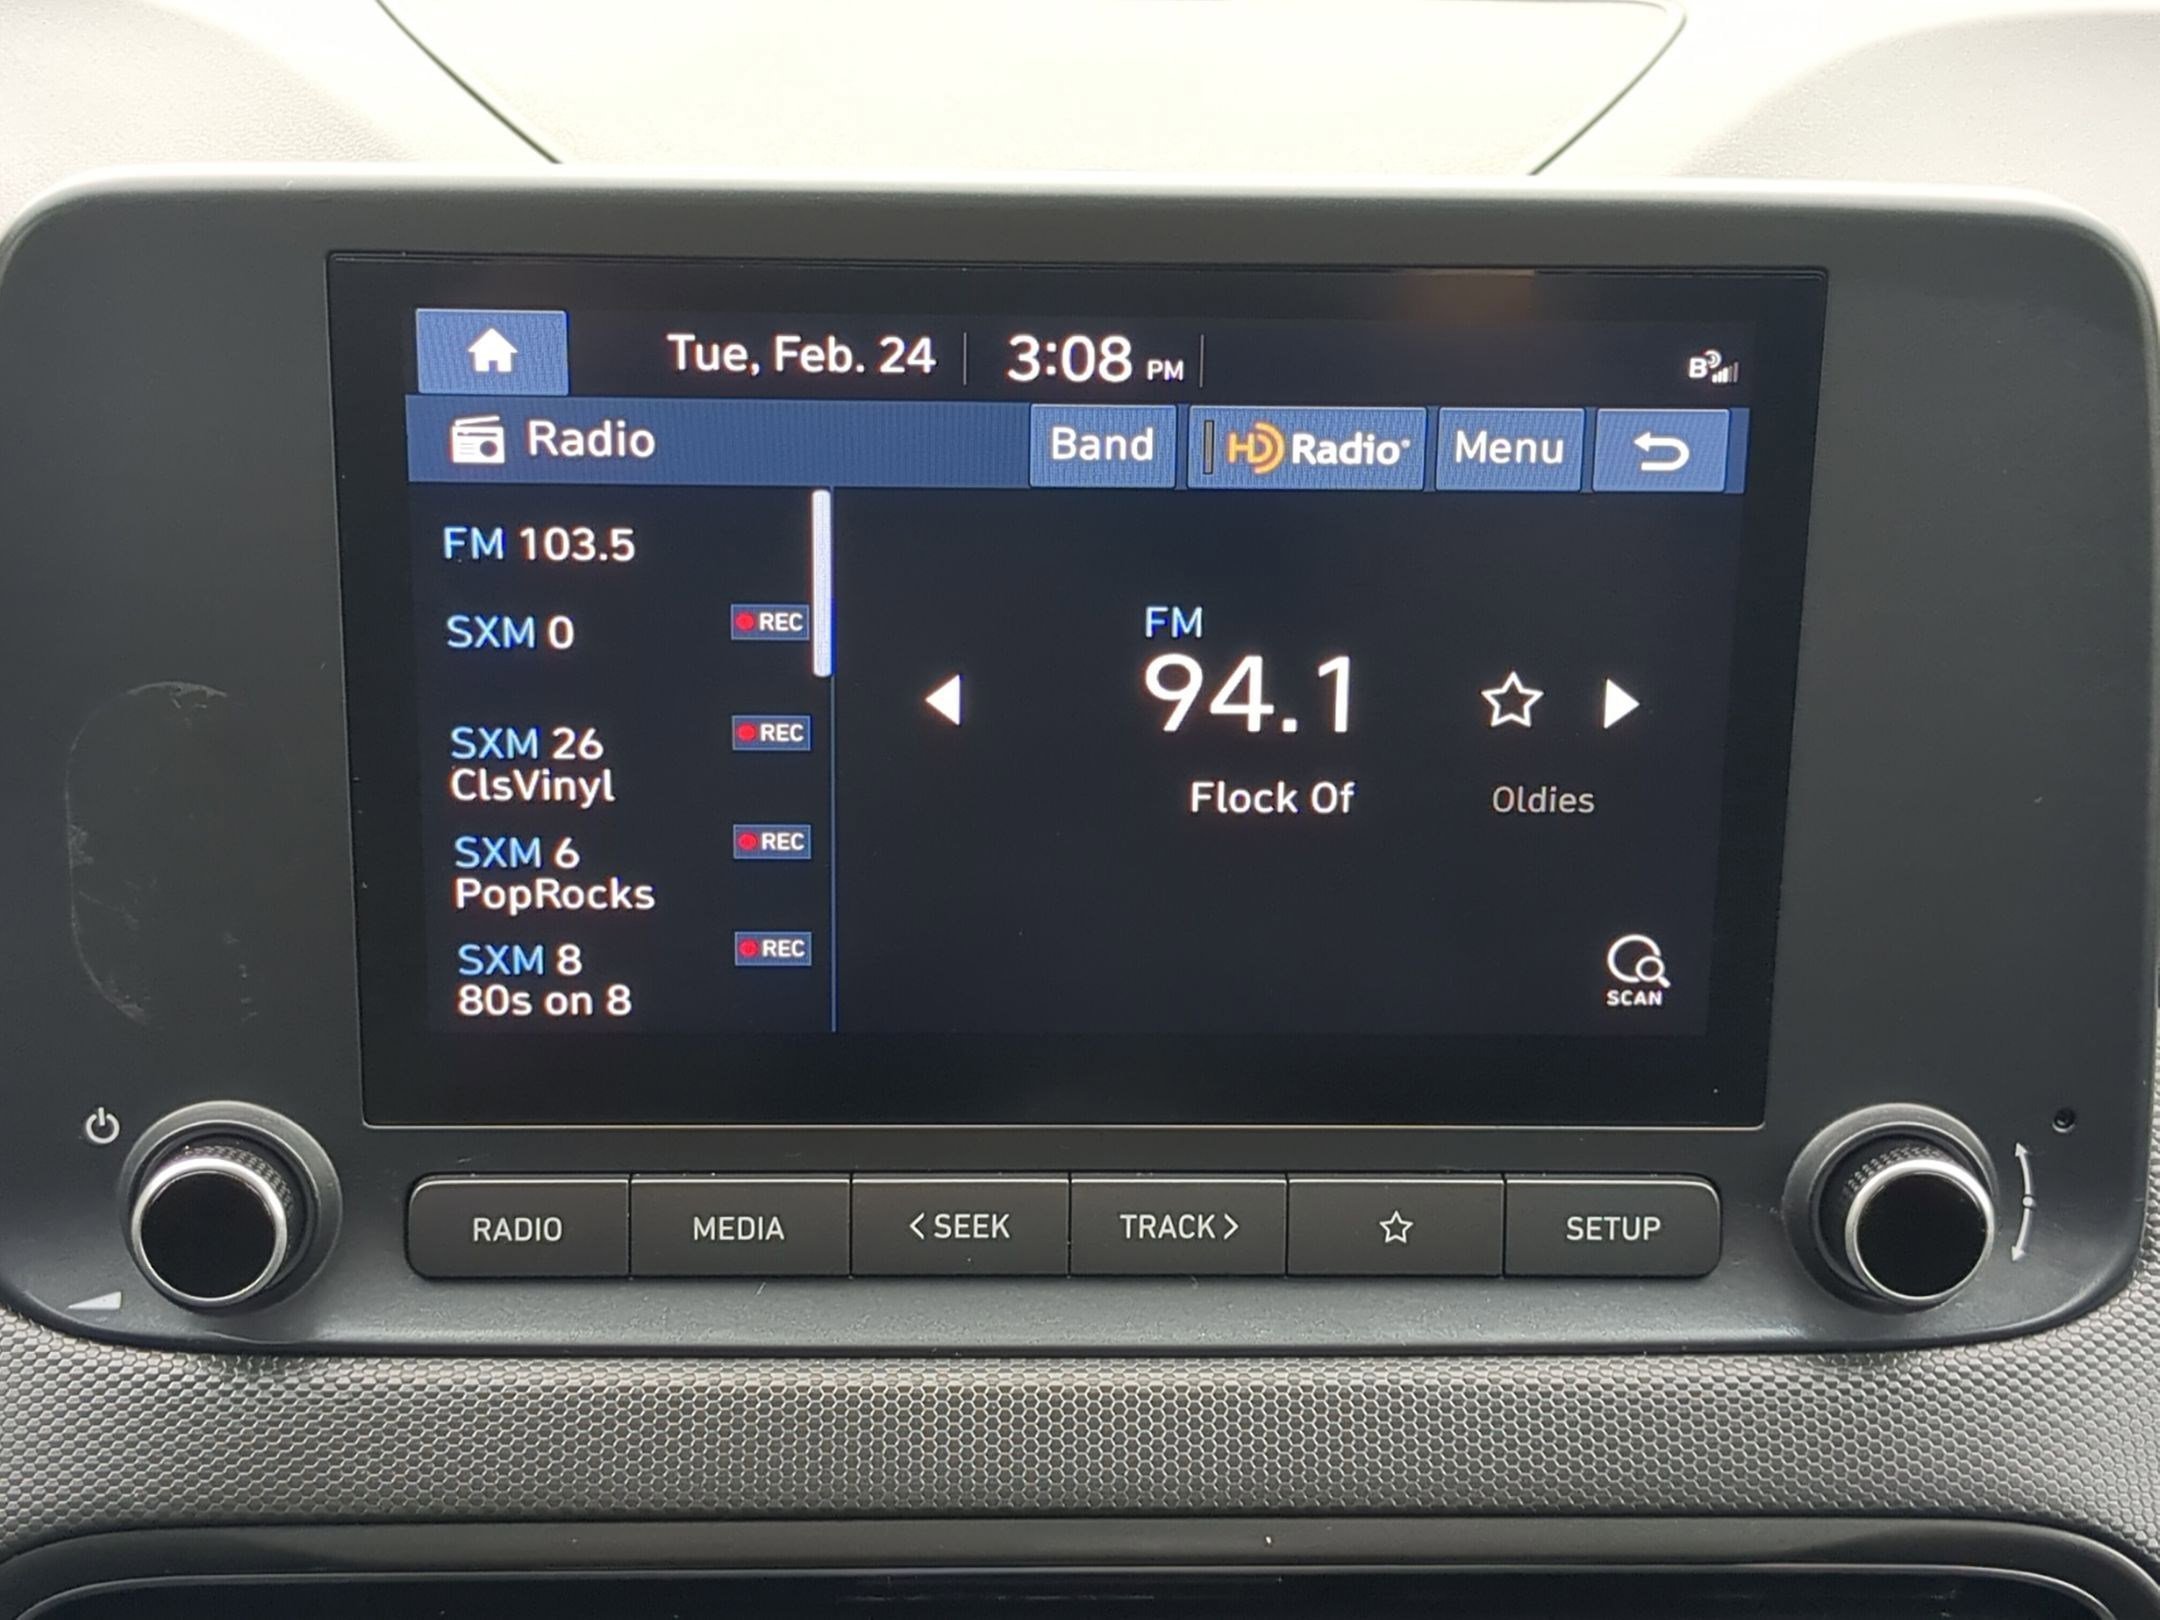 Tue, Feb. 24 3:08 PM B
Radio Band HD Radio Menu
FM 103.5
SXM 0 REC
SXM 26 REC
ClsVinyl
SXM 6 REC
PopRocks
SXM 8 REC
80s on 8
FM
94.1
Flock Of Oldies
SCAN
RADIO MEDIA < SEEK TRACK > SETUP